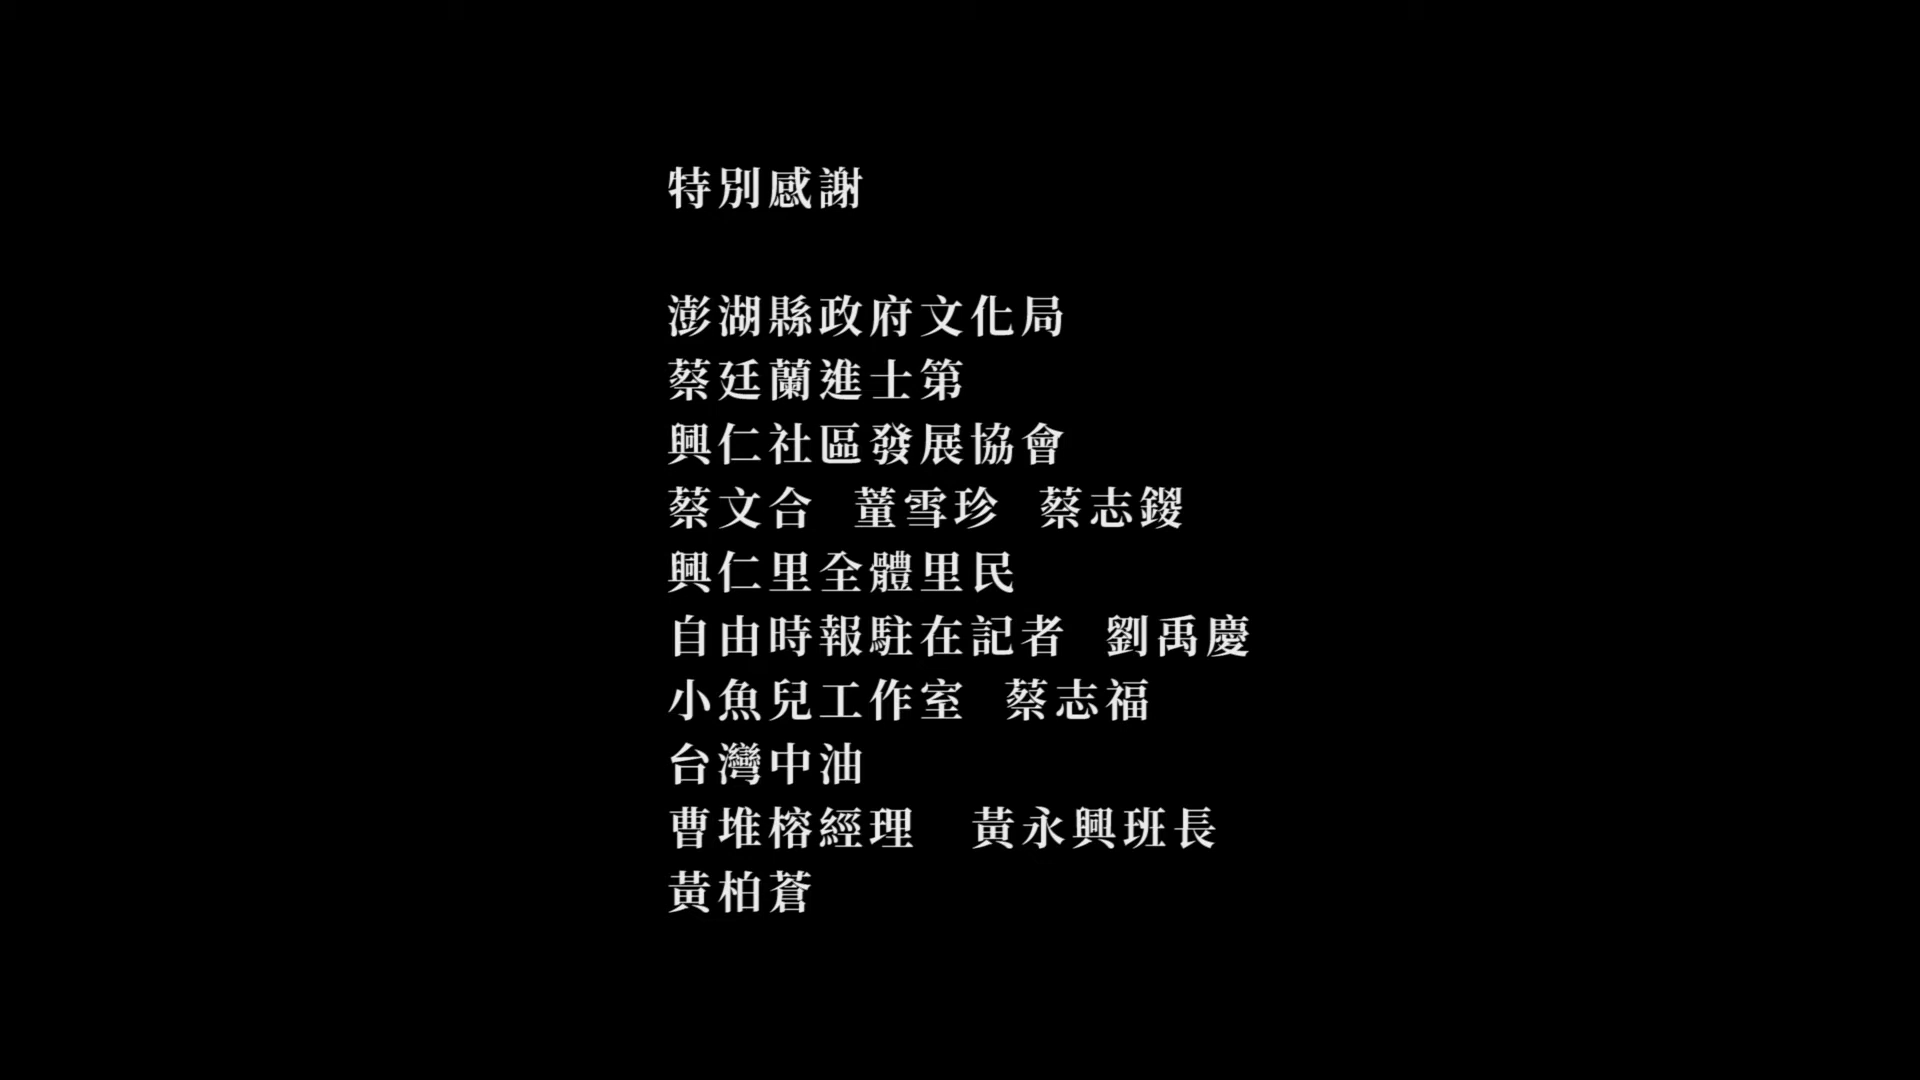 特別感謝
澎湖縣政府文化局
蔡廷蘭進士第
興仁社區發展協會
蔡文合 董雪珍 蔡志鍐
興仁里全體里民
自由時報駐在記者 劉禹慶
小魚兒工作室 蔡志福
台灣中油
曹堆榕經理 黃永興班長
黃柏蒼